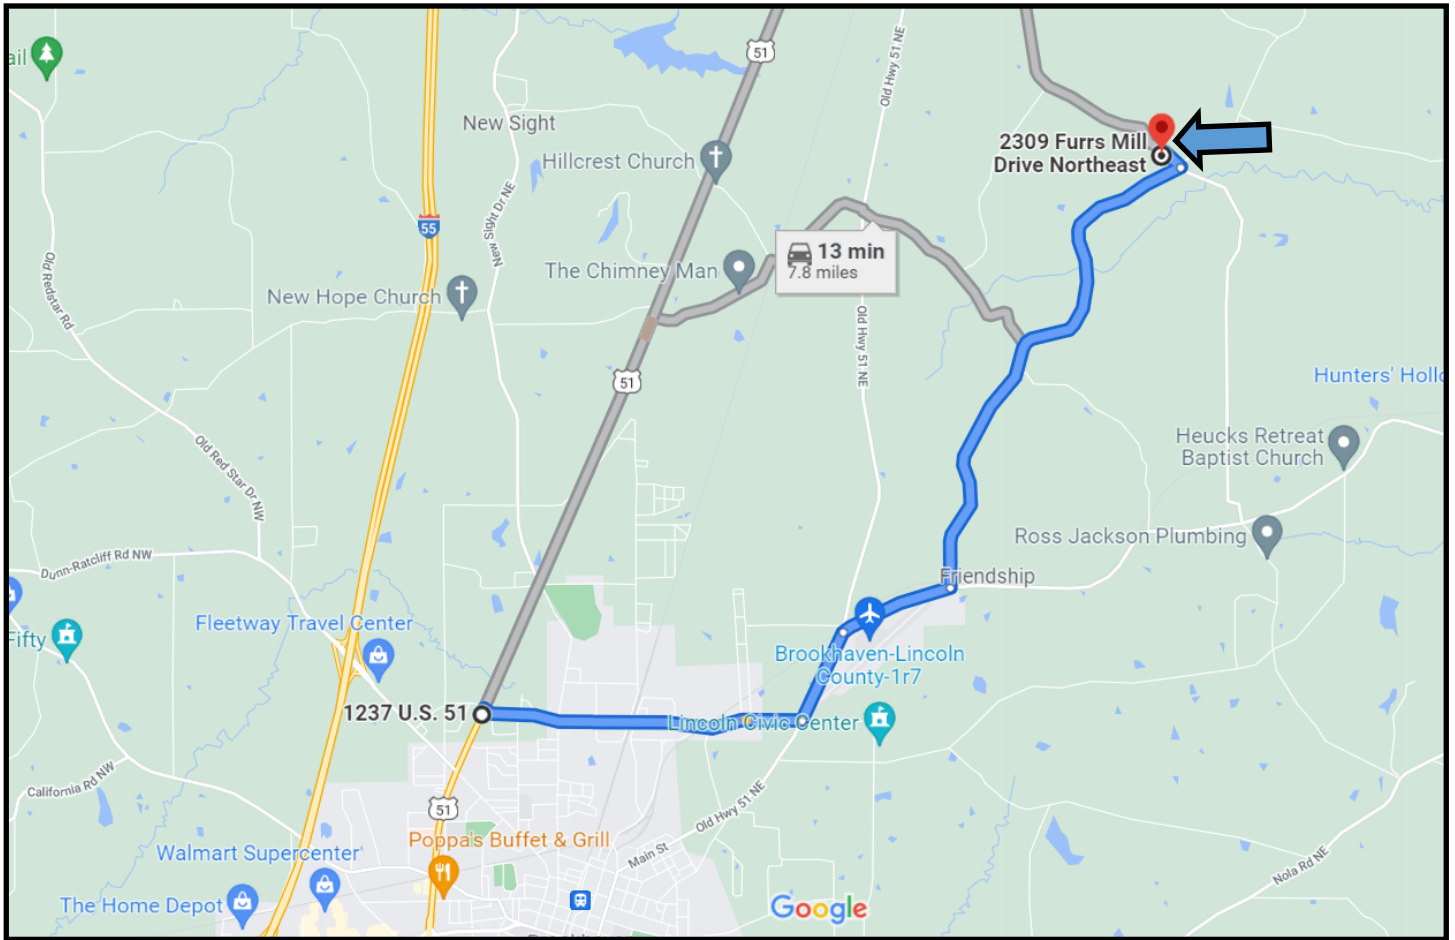 51
Old Hwy 51 NE
ail
New Sight
2309 Furrs Mill
Drive Northeast
Hillcrest Church
New Sight Dr NE
55
13 min
7.8 miles
The Chimney Man
Old Redstar Rd
New Hope Church
Old Hwy 51 NE
51
Hunters' Hollo
Heucks Retreat
Baptist Church
Old Red Star Dr NW
Ross Jackson Plumbing
Dunn-Ratcliff Rd NW
Friendship
Fleetway Travel Center
Fifty
Brookhaven-Lincoln
County-1r7
1237 U.S. 51
Lincoln Civic Center
California Rd NW
51
Old Hwy 51 NE
Poppa's Buffet & Grill
Main St
Walmart Supercenter
Nola Rd NE
The Home Depot
Google